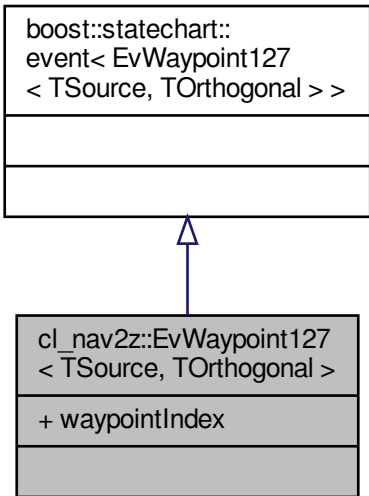 boost::statechart::
event< EvWaypoint127
< TSource, TOrthogonal > >
cl_nav2z::EvWaypoint127
< TSource, TOrthogonal >
+ waypointIndex